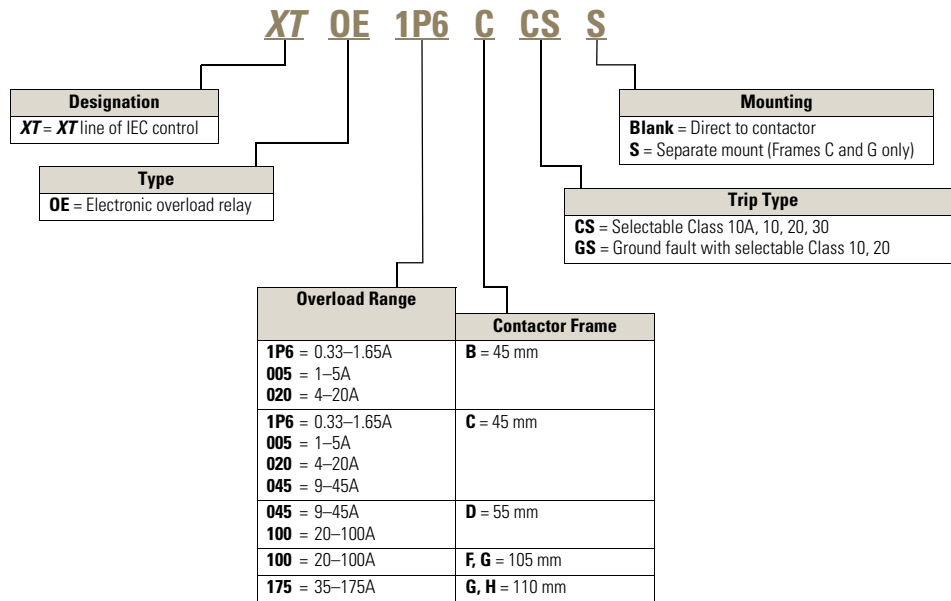 XT OE 1P6 C CS S
Designation
XT = XT line of IEC control
Mounting
Blank = Direct to contactor
S = Separate mount (Frames C and G only)
Type
OE = Electronic overload relay
Trip Type
CS = Selectable Class 10A, 10, 20, 30
GS = Ground fault with selectable Class 10, 20
Overload Range
Contactor Frame
1P6 = 0.33–1.65A
B = 45 mm
005 = 1–5A
020 = 4–20A
1P6 = 0.33–1.65A
C = 45 mm
005 = 1–5A
020 = 4–20A
045 = 9–45A
045 = 9–45A
D = 55 mm
100 = 20–100A
100 = 20–100A
F, G = 105 mm
175 = 35–175A
G, H = 110 mm